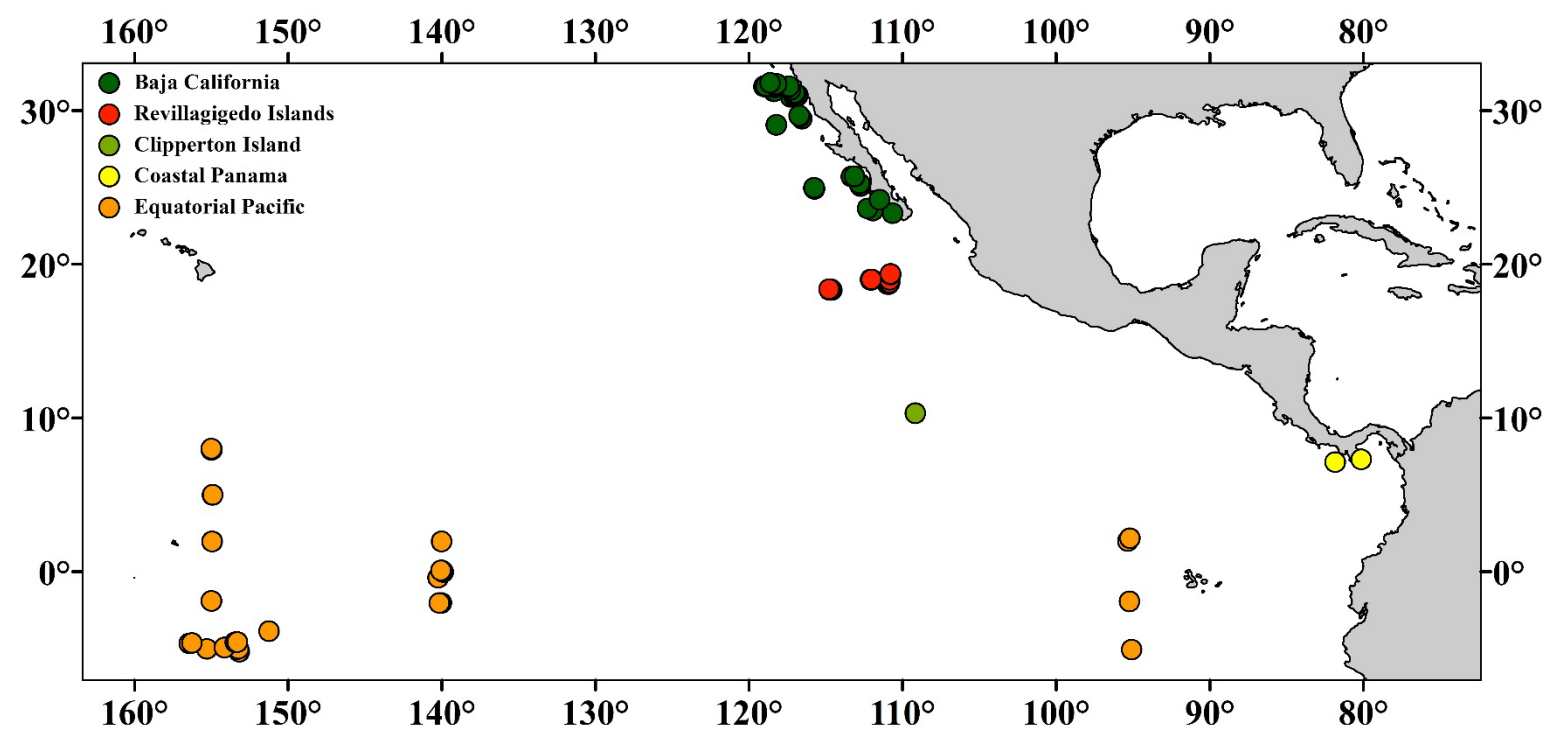 160° 150° 140° 130° 120° 110° 100° 90° 80°
Baja California
30° 30°
Revillagigedo Islands
Clipperton Island
Coastal Panama
Equatorial Pacific
20° 20°
10° 10°
0° 0°
160° 150° 140° 130° 120° 110° 100° 90° 80°